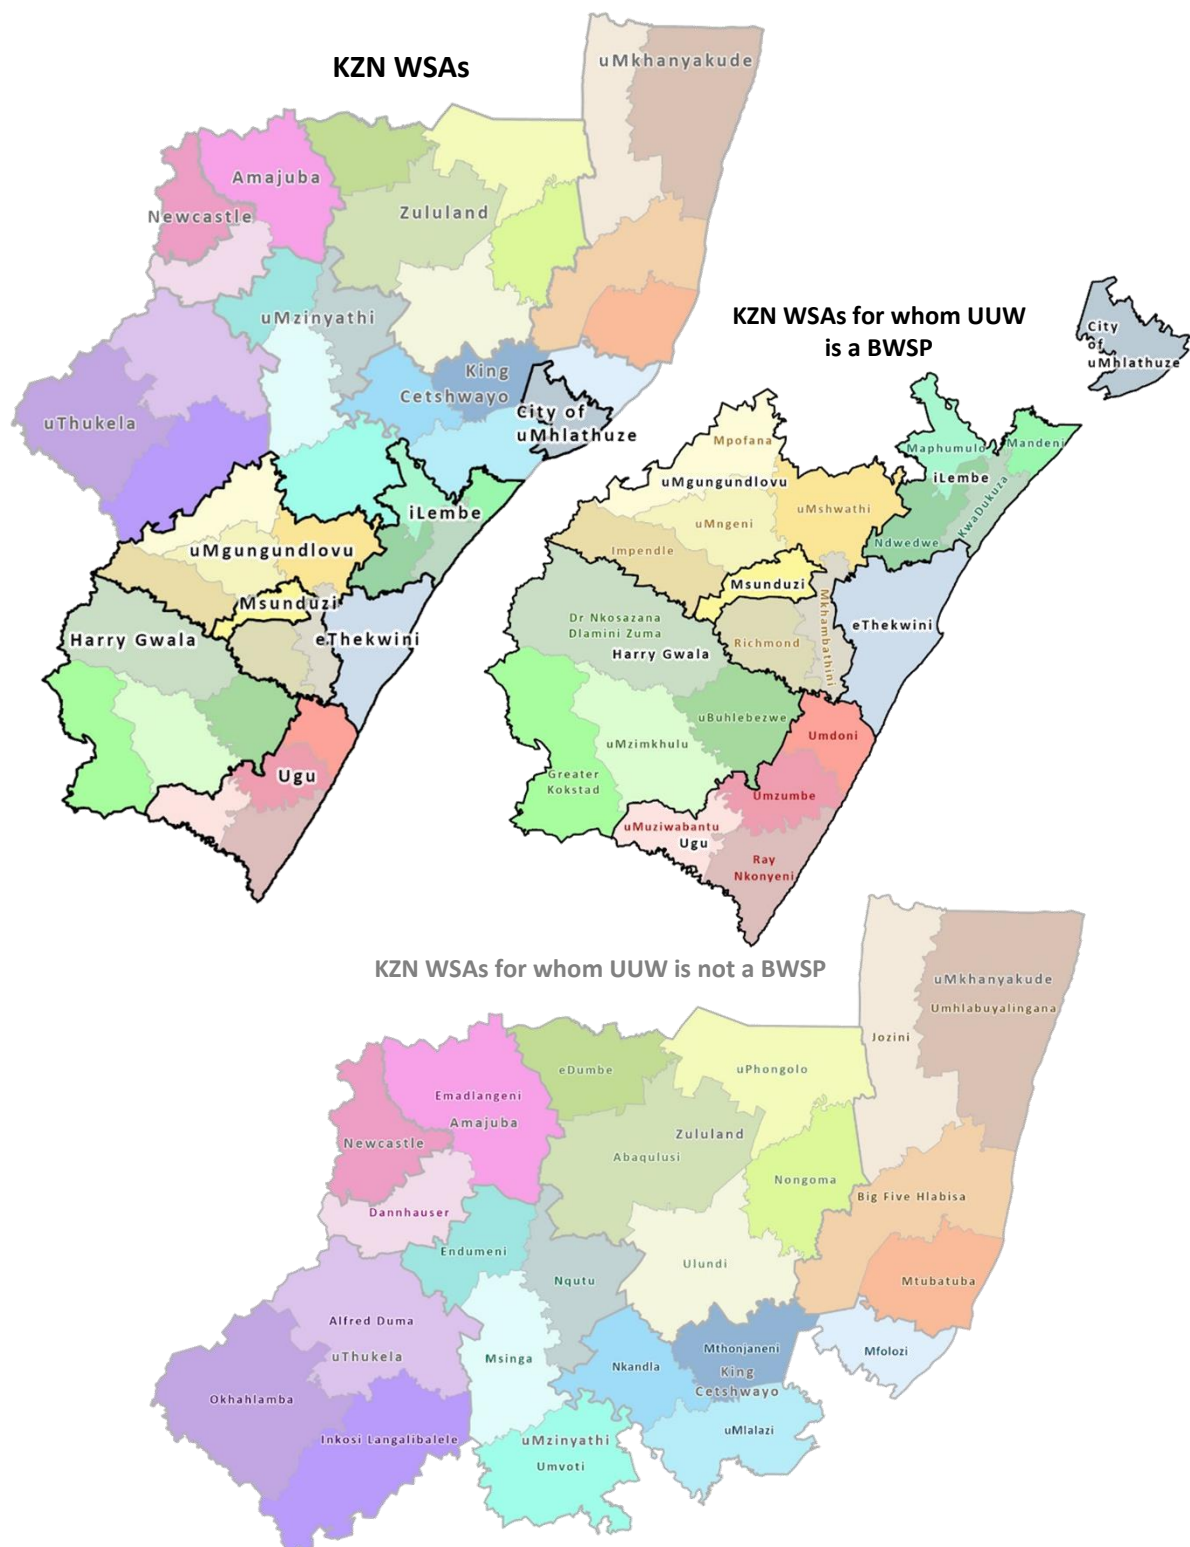 KZN WSAs
uMkhanyakude
Amajuba
Newcastle
Zululand
uMzinyathi
King
Cetshwayo
City of
uMhlathuze
uThukela
iLembe
uMgungundlovu
Msunduzi
Harry Gwala
eThekwini
Ugu
KZN WSAs for whom UUW
is a BWSP
City
of
uMhlathuze
Mpofana
uMgungundlovu
uMshwathi
uMngeni
Impendle
Maphumulo
Mandeni
iLembe
KwaDukuza
Ndwedwe
Msunduzi
Mkhambathini
eThekwini
Dr Nkosazana
Dlamini Zuma
Harry Gwala
Richmond
uBuhlebezwe
uMzimkhulu
Greater
Kokstad
Umdoni
Umzumbe
uMuziwabantu
Ugu
Ray
Nkonyeni
KZN WSAs for whom UUW is not a BWSP
uMkhanyakude
Umhlabuyalingana
Jozini
eDumbe
uPhongolo
Emadlangeni
Amajuba
Newcastle
Zululand
Abaqulusi
Nongoma
Big Five Hlabisa
Dannhauser
Endumeni
Nqutu
Ulundi
Mtubatuba
Alfred Duma
uThukela
Msinga
Nkandla
Mthonjaneni
King
Cetshwayo
Mfolozi
Okhahlamba
Inkosi Langalibalele
uMlalazi
uMzinyathi
Umvoti